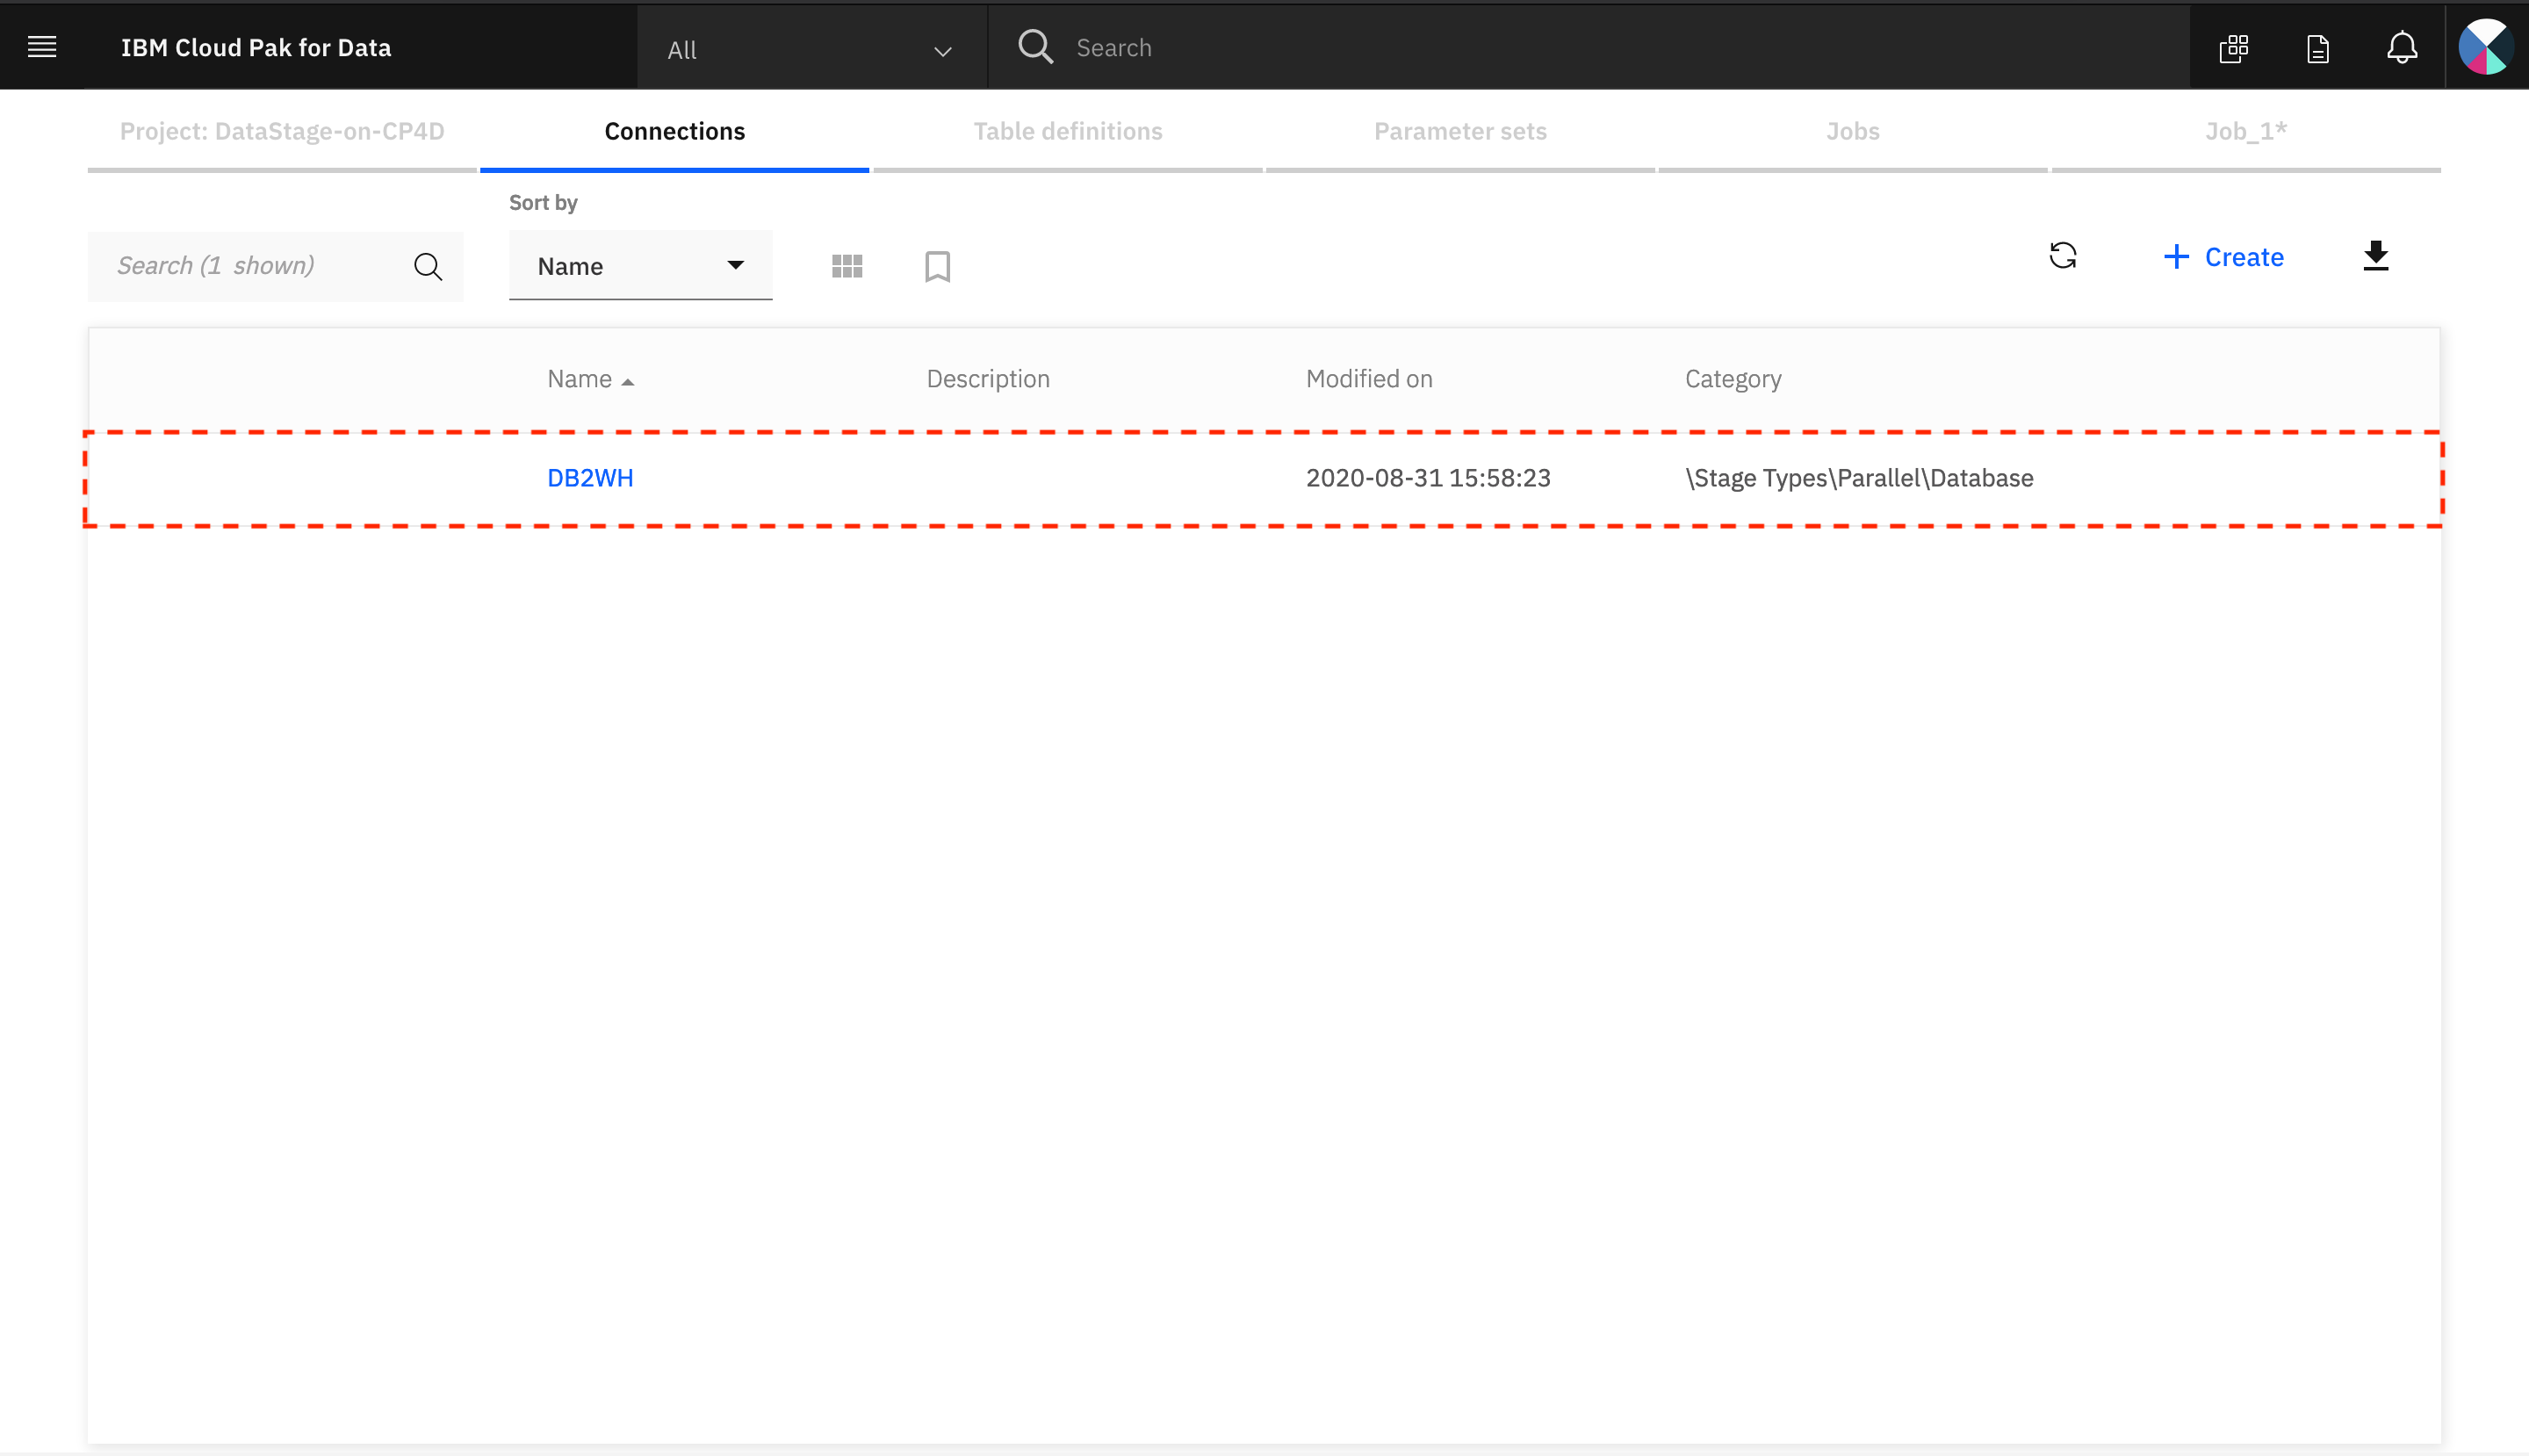 IBM Cloud Pak for Data
All
Search
Project: DataStage-on-CP4D
Connections
Table definitions
Parameter sets
Jobs
Job_1*
Sort by
Search (1 shown)
Name
Create
Name
Description
Modified on
Category
DB2WH
2020-08-31 15:58:23
\Stage Types\Parallel\Database